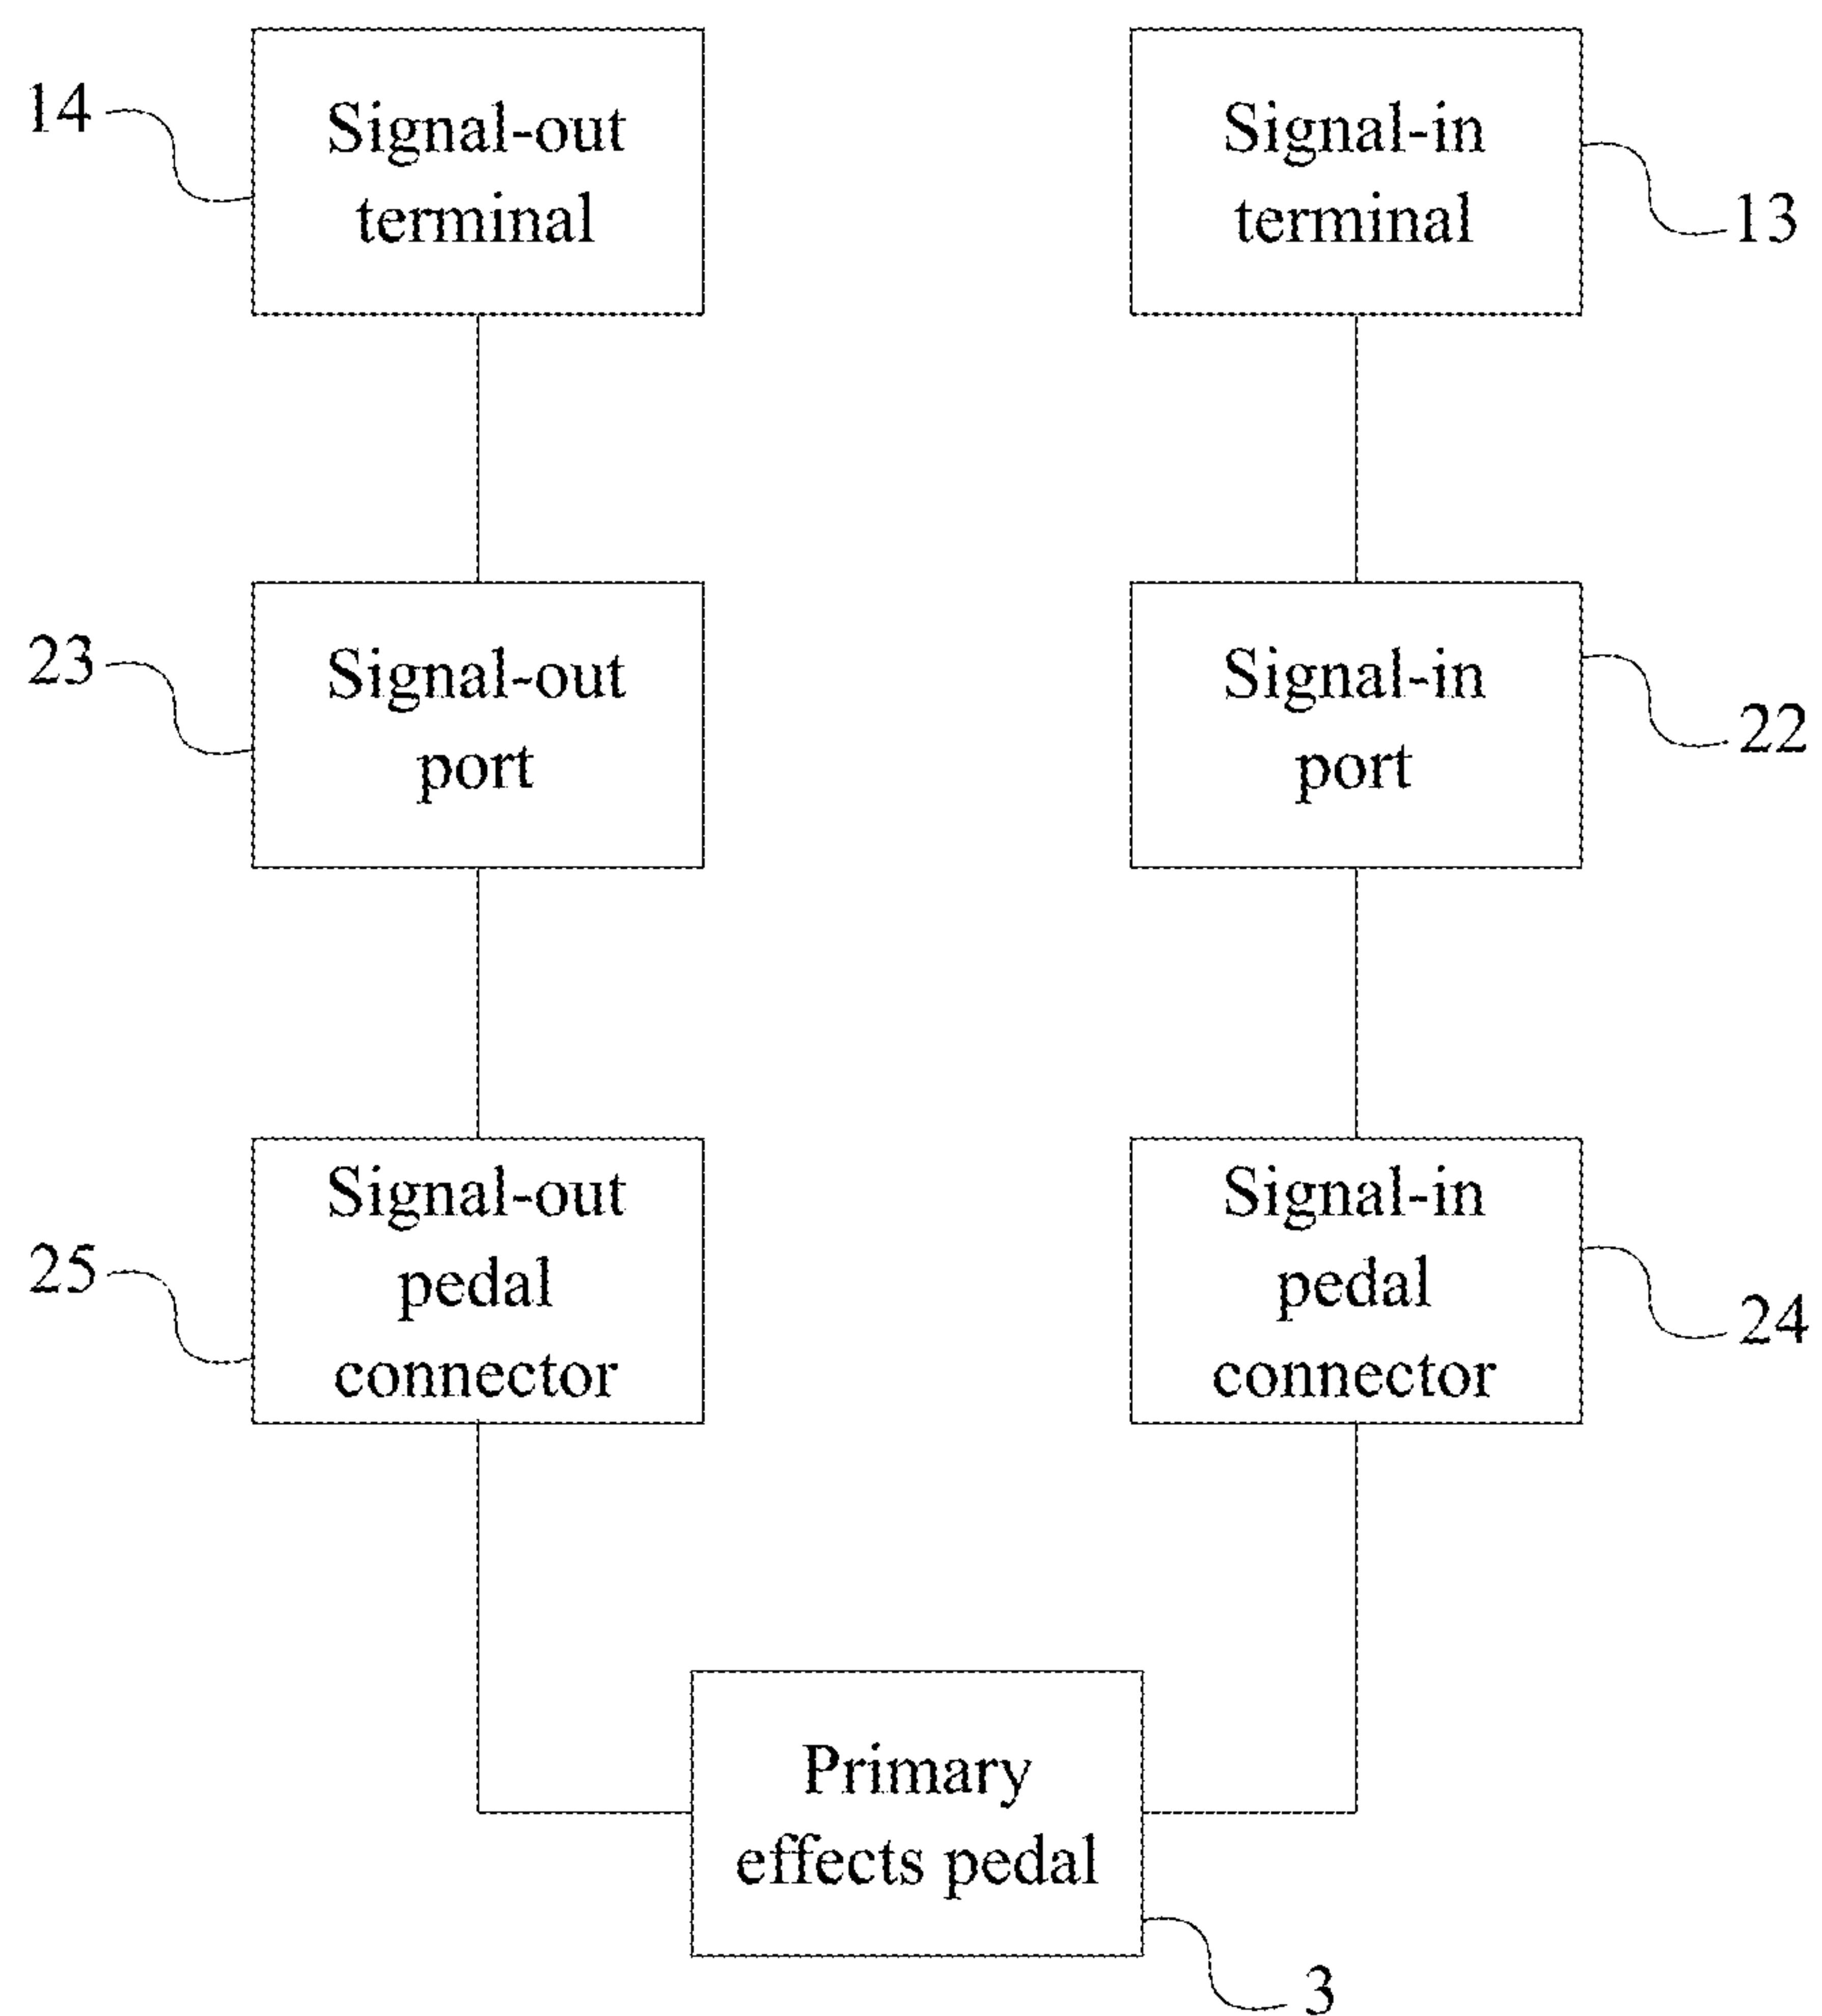 14
Signal-out
terminal
Signal-in
terminal
13
23
Signal-out
port
Signal-in
port
22
25
Signal-out
pedal
connector
Signal-in
pedal
connector
24
Primary
effects pedal
3